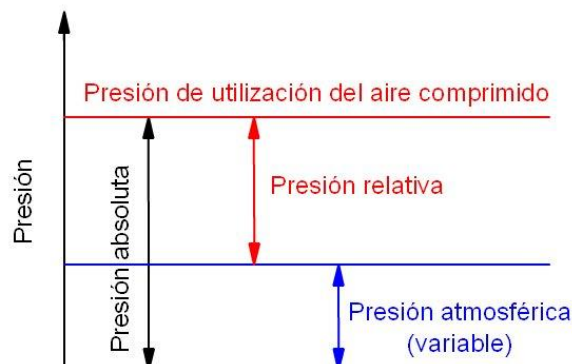 Presión de utilización del aire comprimido
Presión
Presión absoluta
Presión relativa
Presión atmosférica
(variable)